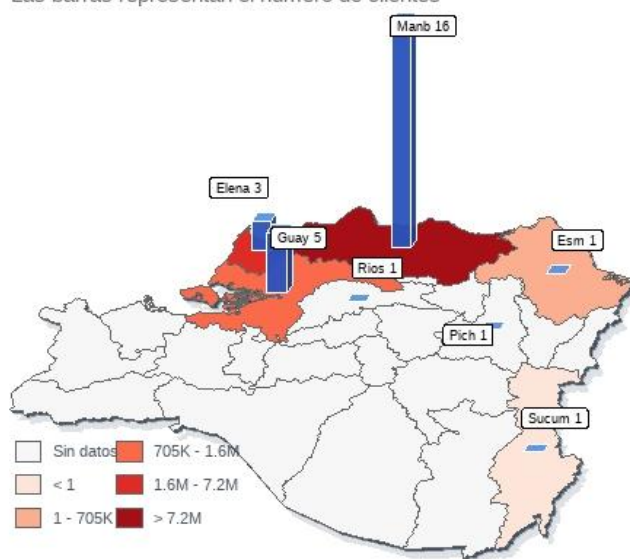 Las barras representan el número de clientes
Manb 16
Elena 3
Guay 5
Esm 1
Rios 1
Pich 1
Sucum 1
Sin datos
705K - 1.6M
< 1
1.6M - 7.2M
1 - 705K
> 7.2M